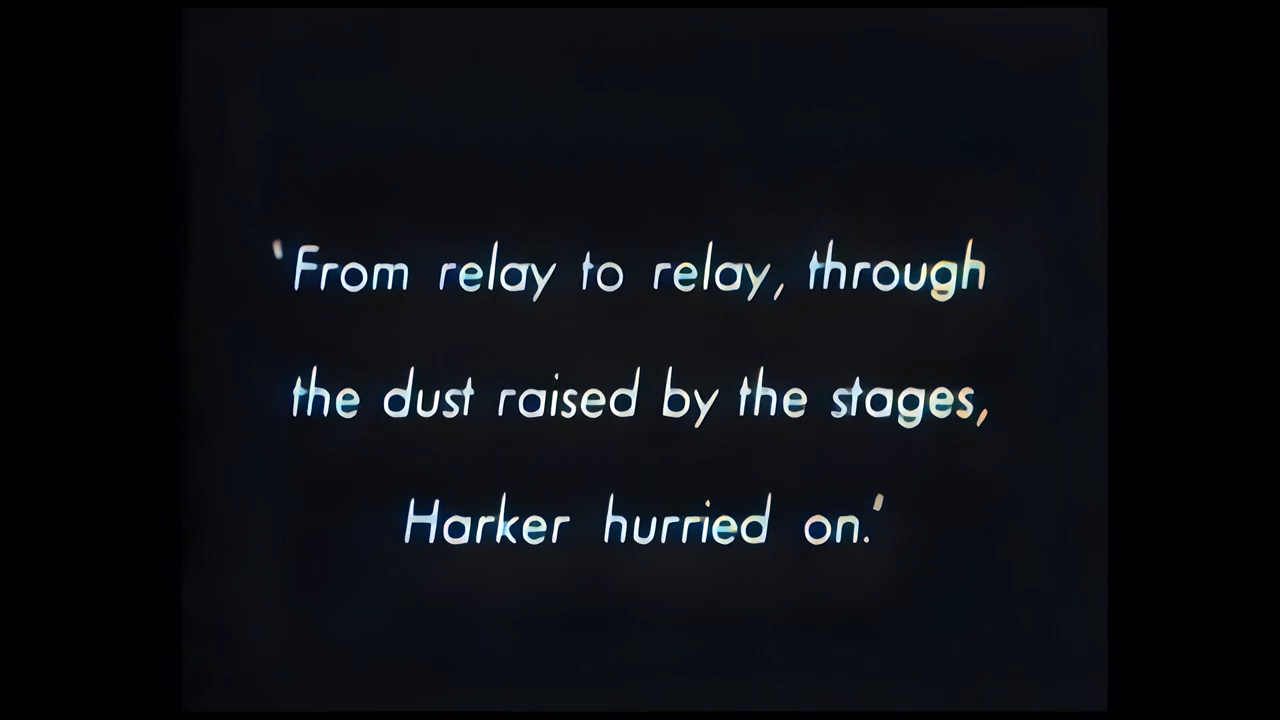 'From relay to relay, through
the dust raised by the stages,
Harker hurried on.'